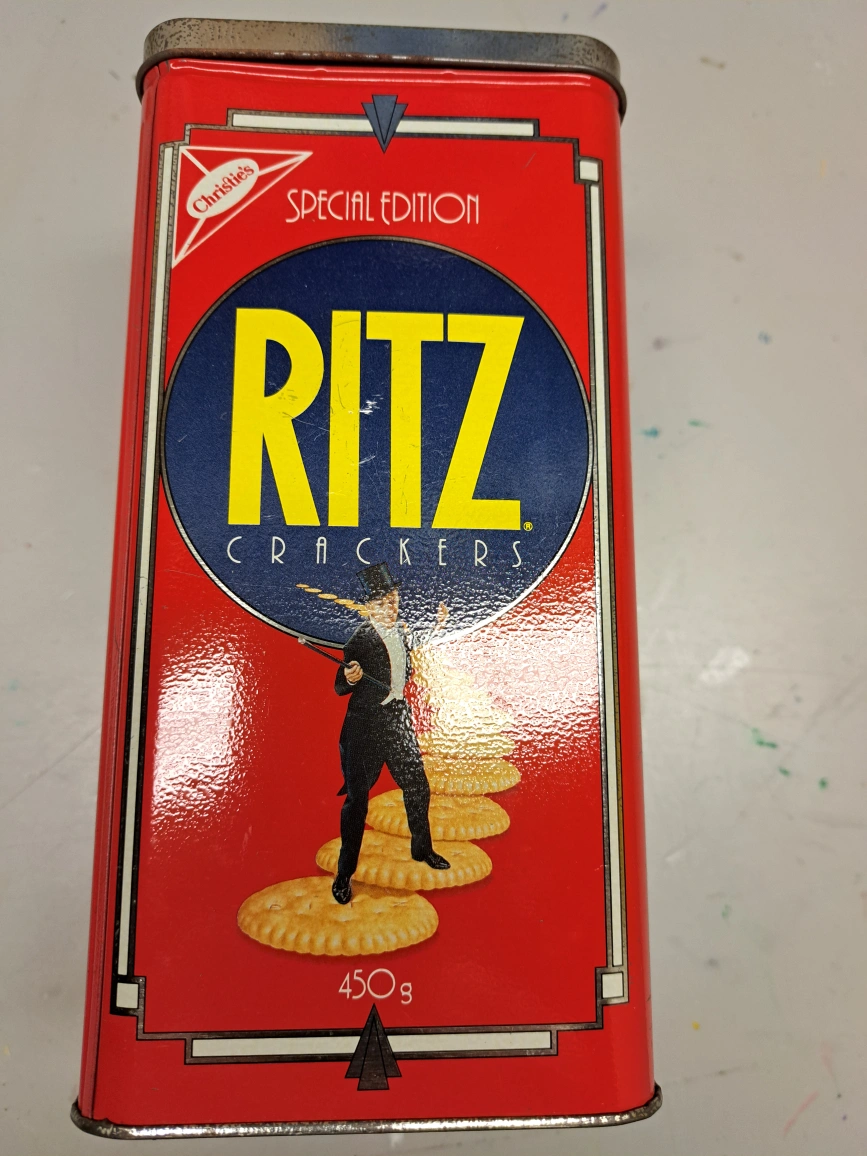 Christie's
SPECIAL EDITION
RITZ®
CRACKERS
450g